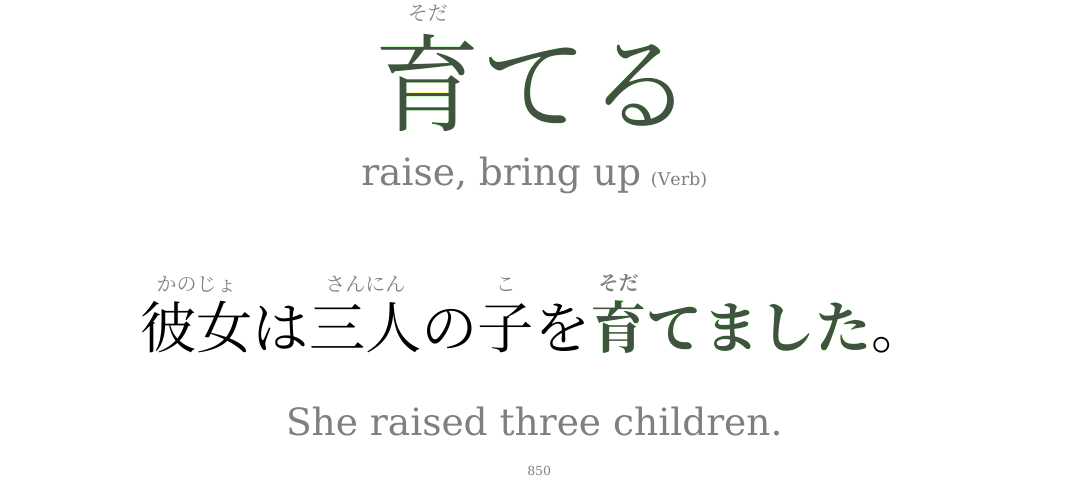 そだ
育てる
raise, bring up (Verb)
かのじょ さんにん こ そだ
彼女は三人の子を育てました。
She raised three children.
850